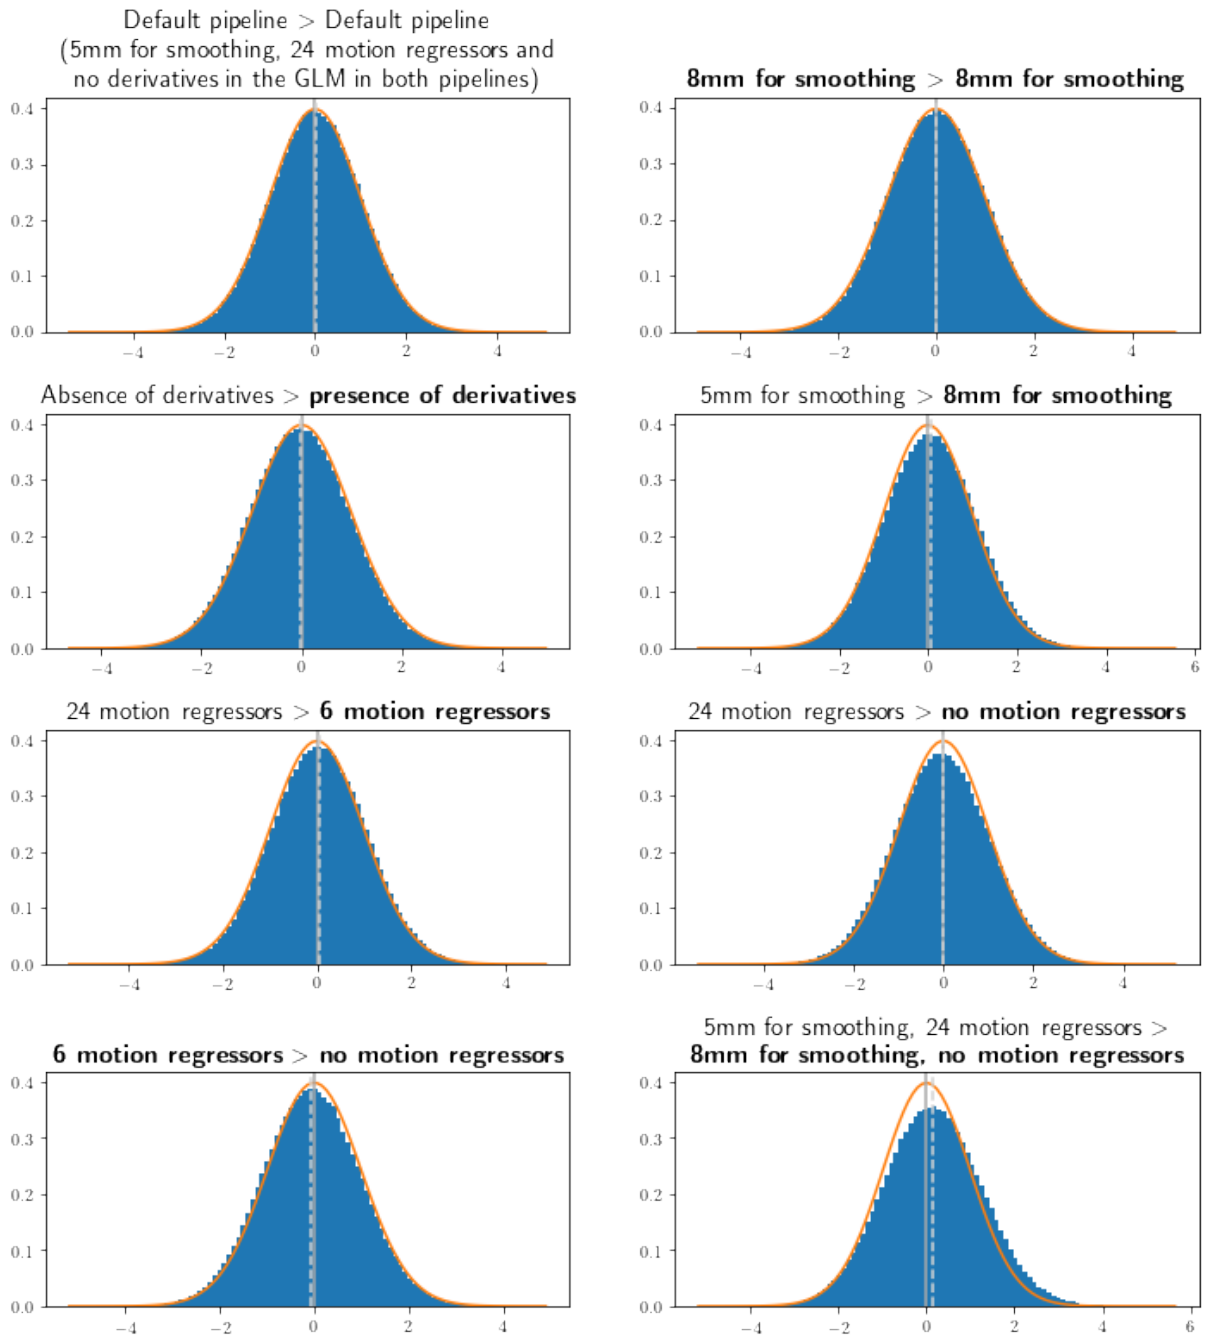 Default pipeline > Default pipeline
(5mm for smoothing, 24 motion regressors and
no derivatives in the GLM in both pipelines)
0.4
0.3
0.2
0.1
0.0
−4 −2 0 2 4
8mm for smoothing > 8mm for smoothing
0.4
0.3
0.2
0.1
0.0
−4 −2 0 2 4
Absence of derivatives > presence of derivatives
0.4
0.3
0.2
0.1
0.0
−4 −2 0 2 4
5mm for smoothing > 8mm for smoothing
0.4
0.3
0.2
0.1
0.0
−4 −2 0 2 4 6
24 motion regressors > 6 motion regressors
0.4
0.3
0.2
0.1
0.0
−4 −2 0 2 4
24 motion regressors > no motion regressors
0.4
0.3
0.2
0.1
0.0
−4 −2 0 2 4
6 motion regressors > no motion regressors
0.4
0.3
0.2
0.1
0.0
−4 −2 0 2 4
5mm for smoothing, 24 motion regressors >
8mm for smoothing, no motion regressors
0.4
0.3
0.2
0.1
0.0
−4 −2 0 2 4 6